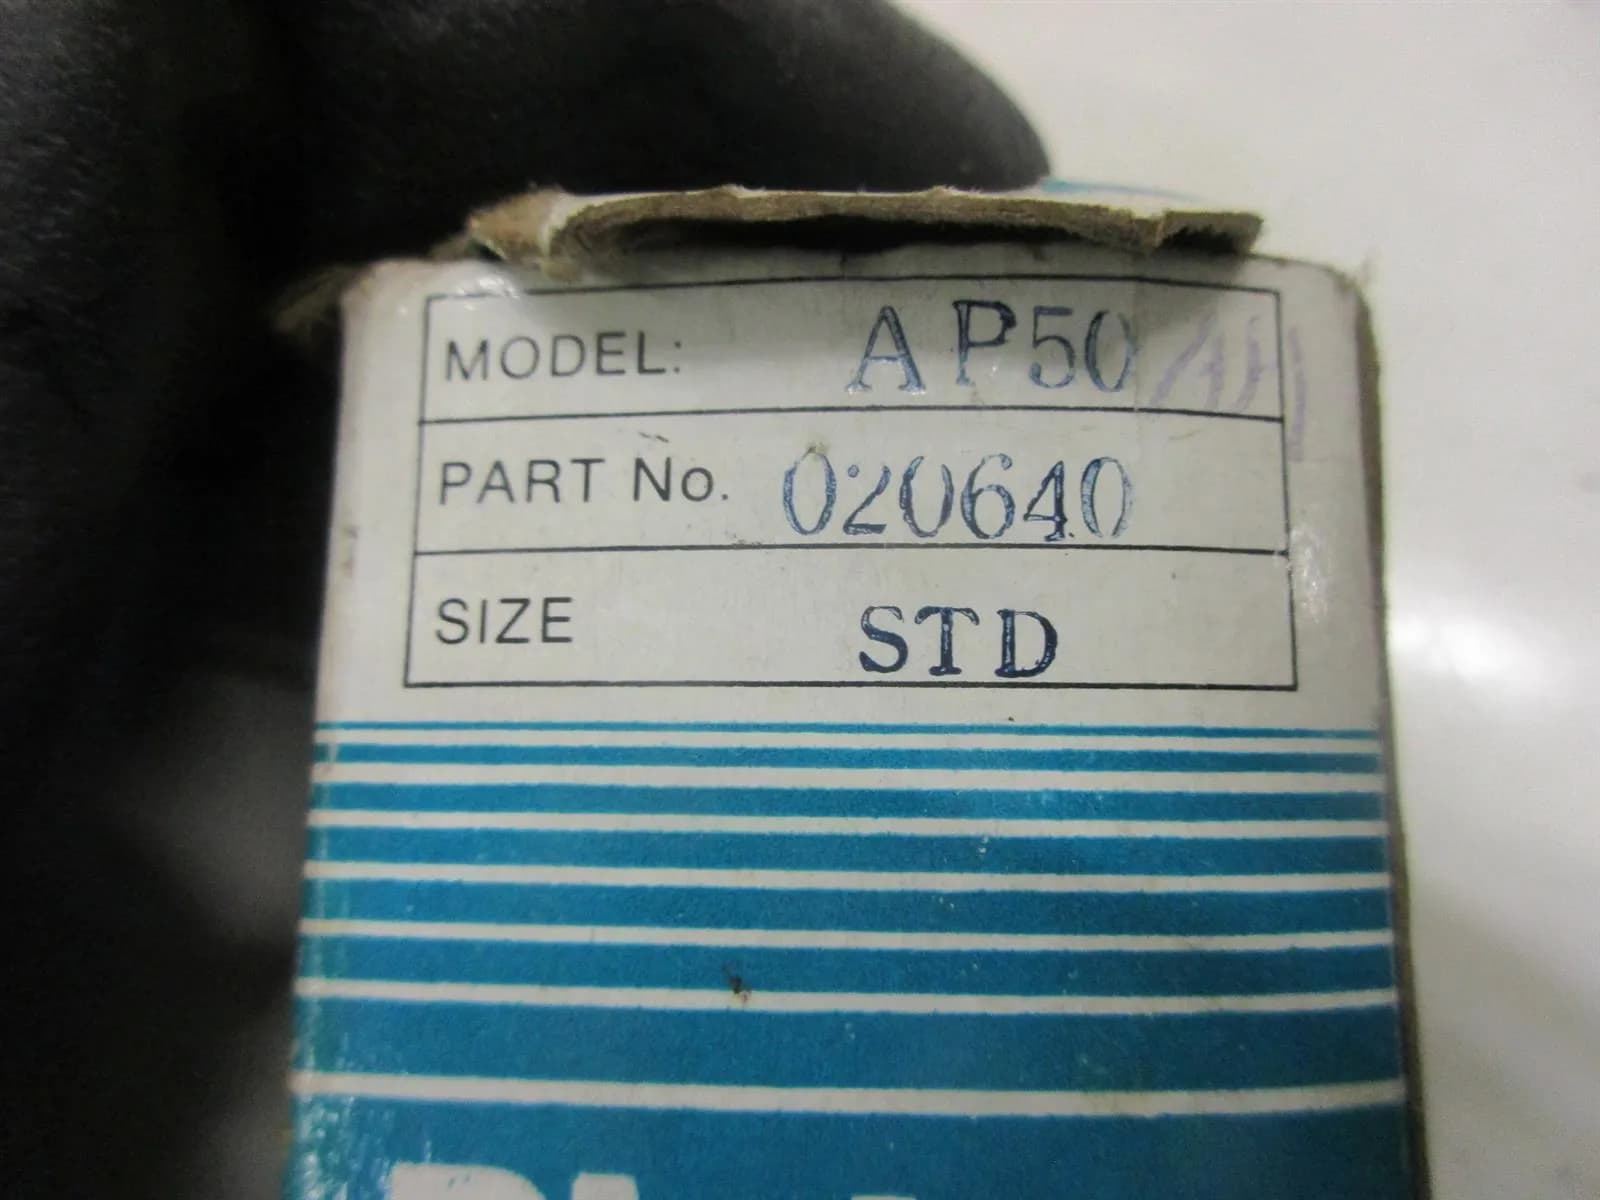 MODEL: AP50
PART No. 020640
SIZE STD